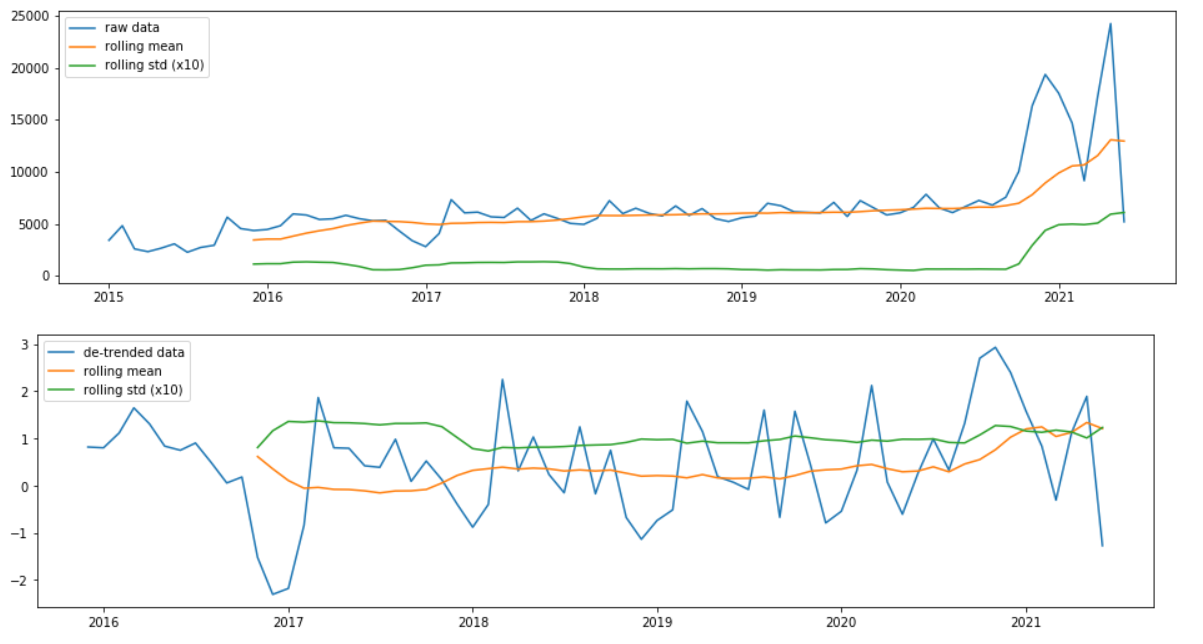 25000
raw data
rolling mean
rolling std (x10)
20000
15000
10000
5000
0
2015 2016 2017 2018 2019 2020 2021
3
de-trended data
rolling mean
rolling std (x10)
2
1
0
−1
−2
2016 2017 2018 2019 2020 2021